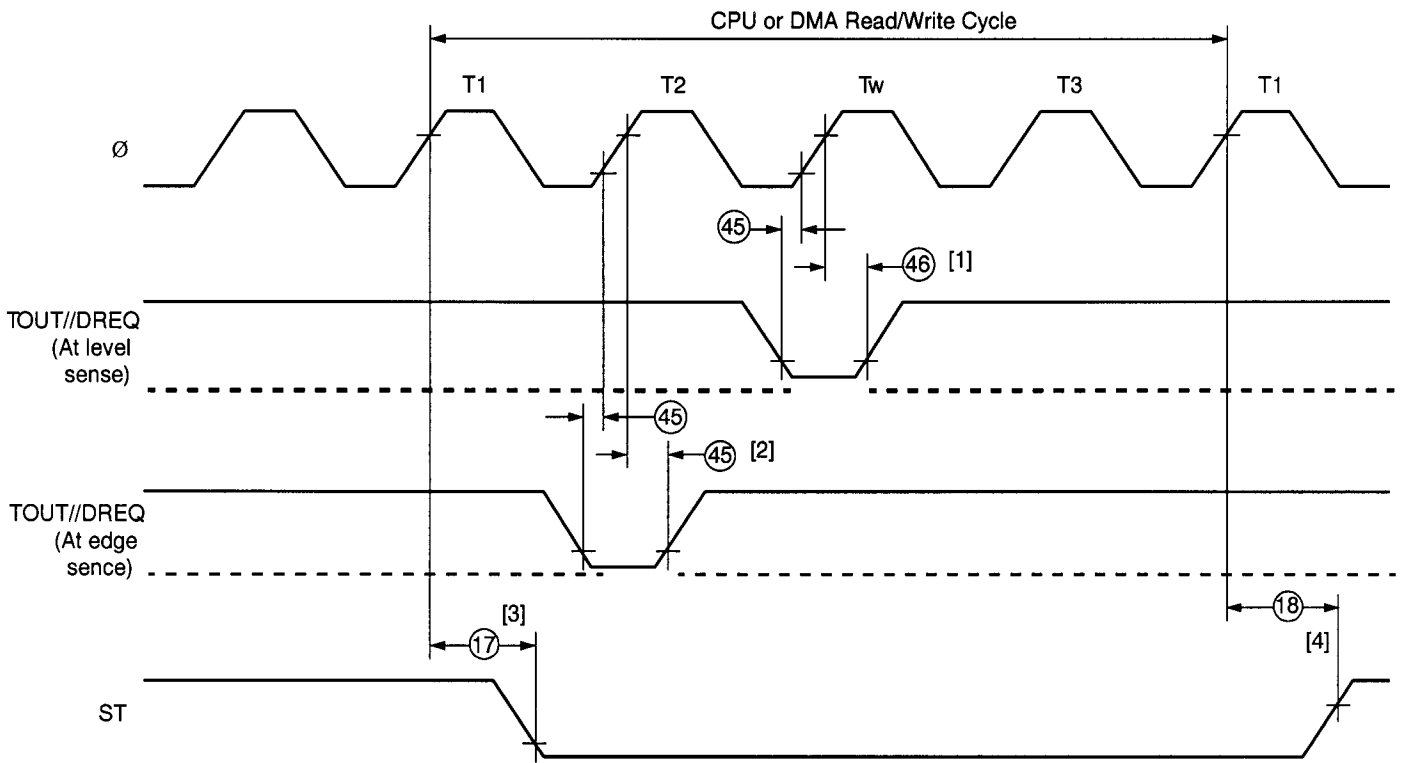 CPU or DMA Read/Write Cycle
T1 T2 Tw T3 T1
Ø
45
46 [1]
TOUT//DREQ
(At level
sense)
45
45 [2]
TOUT//DREQ
(At edge
sence)
[3]
17
18
[4]
ST